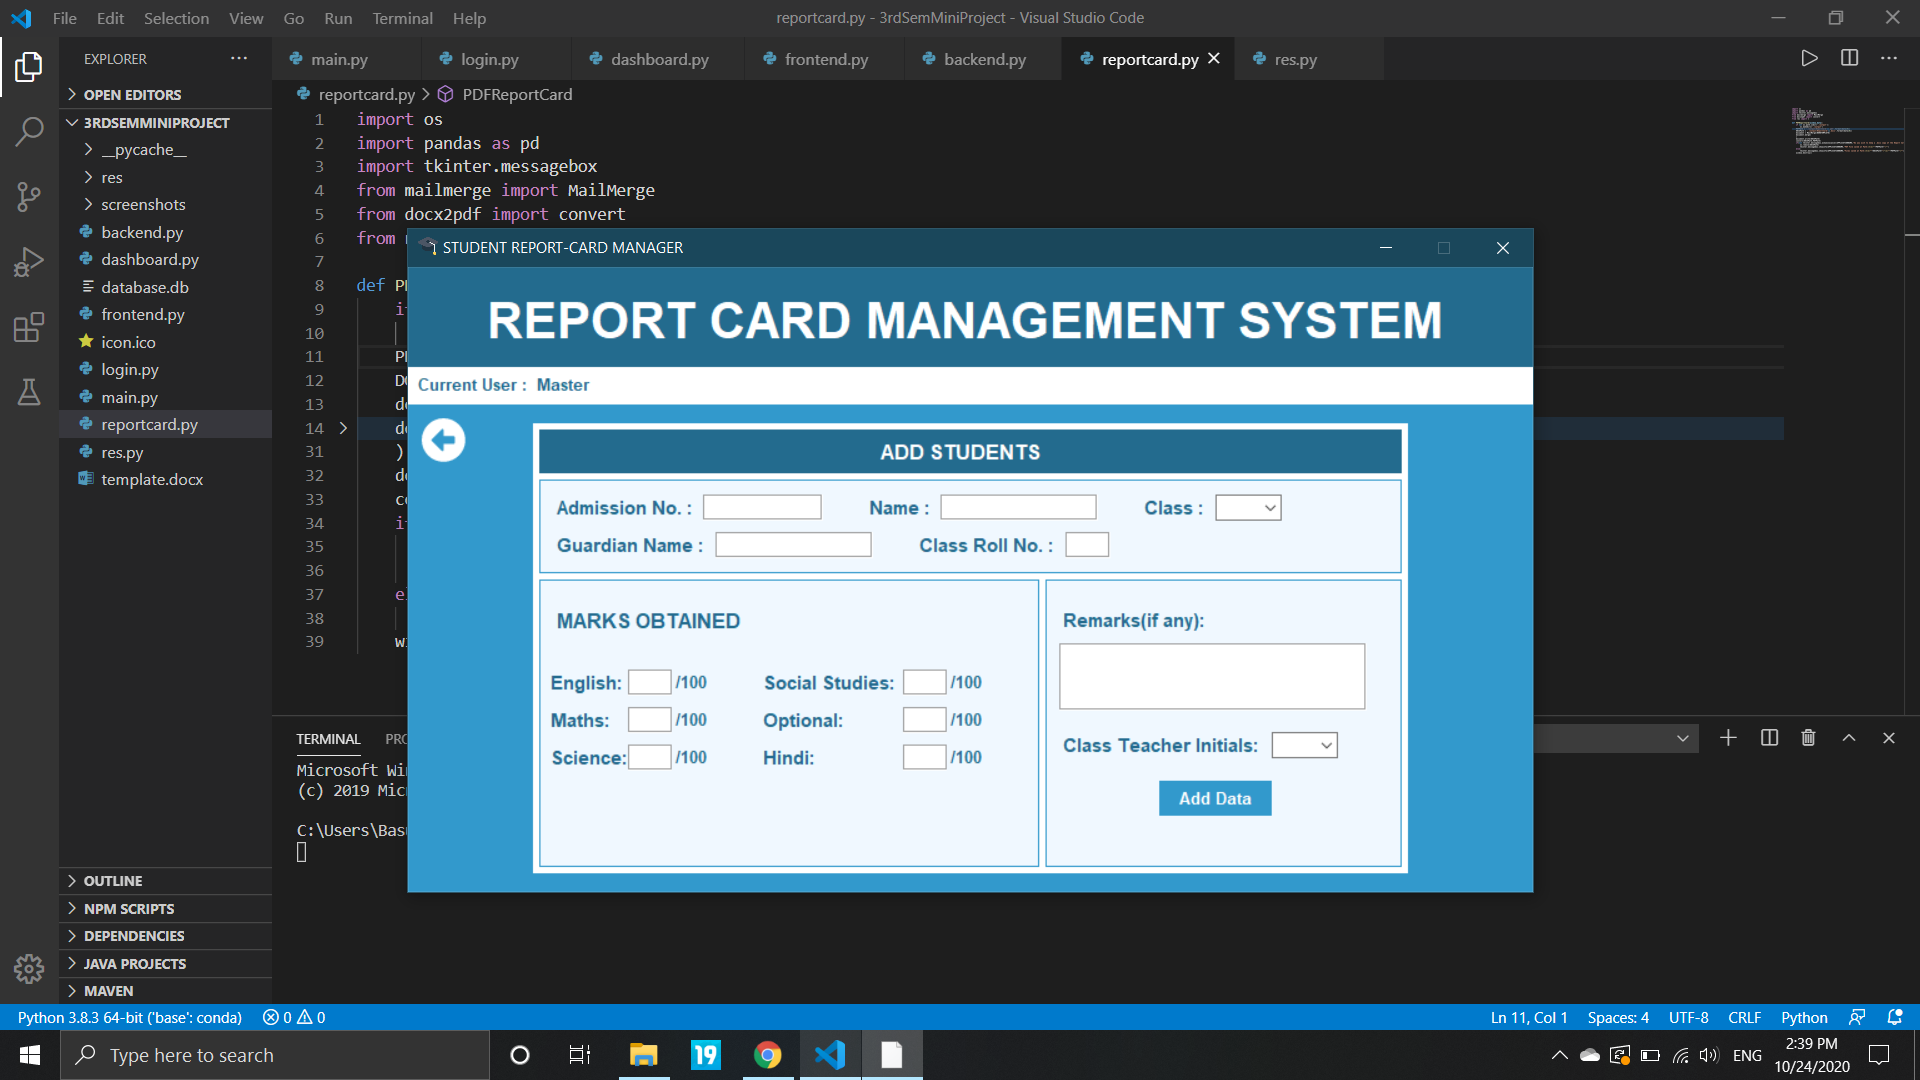 File Edit Selection View Go Run Terminal Help
reportcard.py - 3rdSemMiniProject - Visual Studio Code
EXPLORER
OPEN EDITORS
3RDSEMMINIPROJECT
__pycache__
res
screenshots
backend.py
dashboard.py
database.db
frontend.py
icon.ico
login.py
main.py
reportcard.py
res.py
template.docx
OUTLINE
NPM SCRIPTS
DEPENDENCIES
JAVA PROJECTS
MAVEN
main.py login.py dashboard.py frontend.py backend.py reportcard.py res.py
reportcard.py > PDFReportCard
1 import os
2 import pandas as pd
3 import tkinter.messagebox
4 from mailmerge import MailMerge
5 from docx2pdf import convert
6 from
7
8 def
9
10
11
12
13
14
31 )
32
33
34
35
36
37
38
39
STUDENT REPORT-CARD MANAGER
REPORT CARD MANAGEMENT SYSTEM
Current User : Master
ADD STUDENTS
Admission No. : Name : Class :
Guardian Name : Class Roll No. :
MARKS OBTAINED
English: /100 Social Studies: /100
Maths: /100 Optional: /100
Science: /100 Hindi: /100
Remarks(if any):
Class Teacher Initials:
Add Data
TERMINAL
Microsoft
(c) 2019
C:\Users\
Python 3.8.3 64-bit ('base': conda) 0 0
Ln 11, Col 1 Spaces: 4 UTF-8 CRLF Python
Type here to search
19
ENG
2:39 PM
10/24/2020